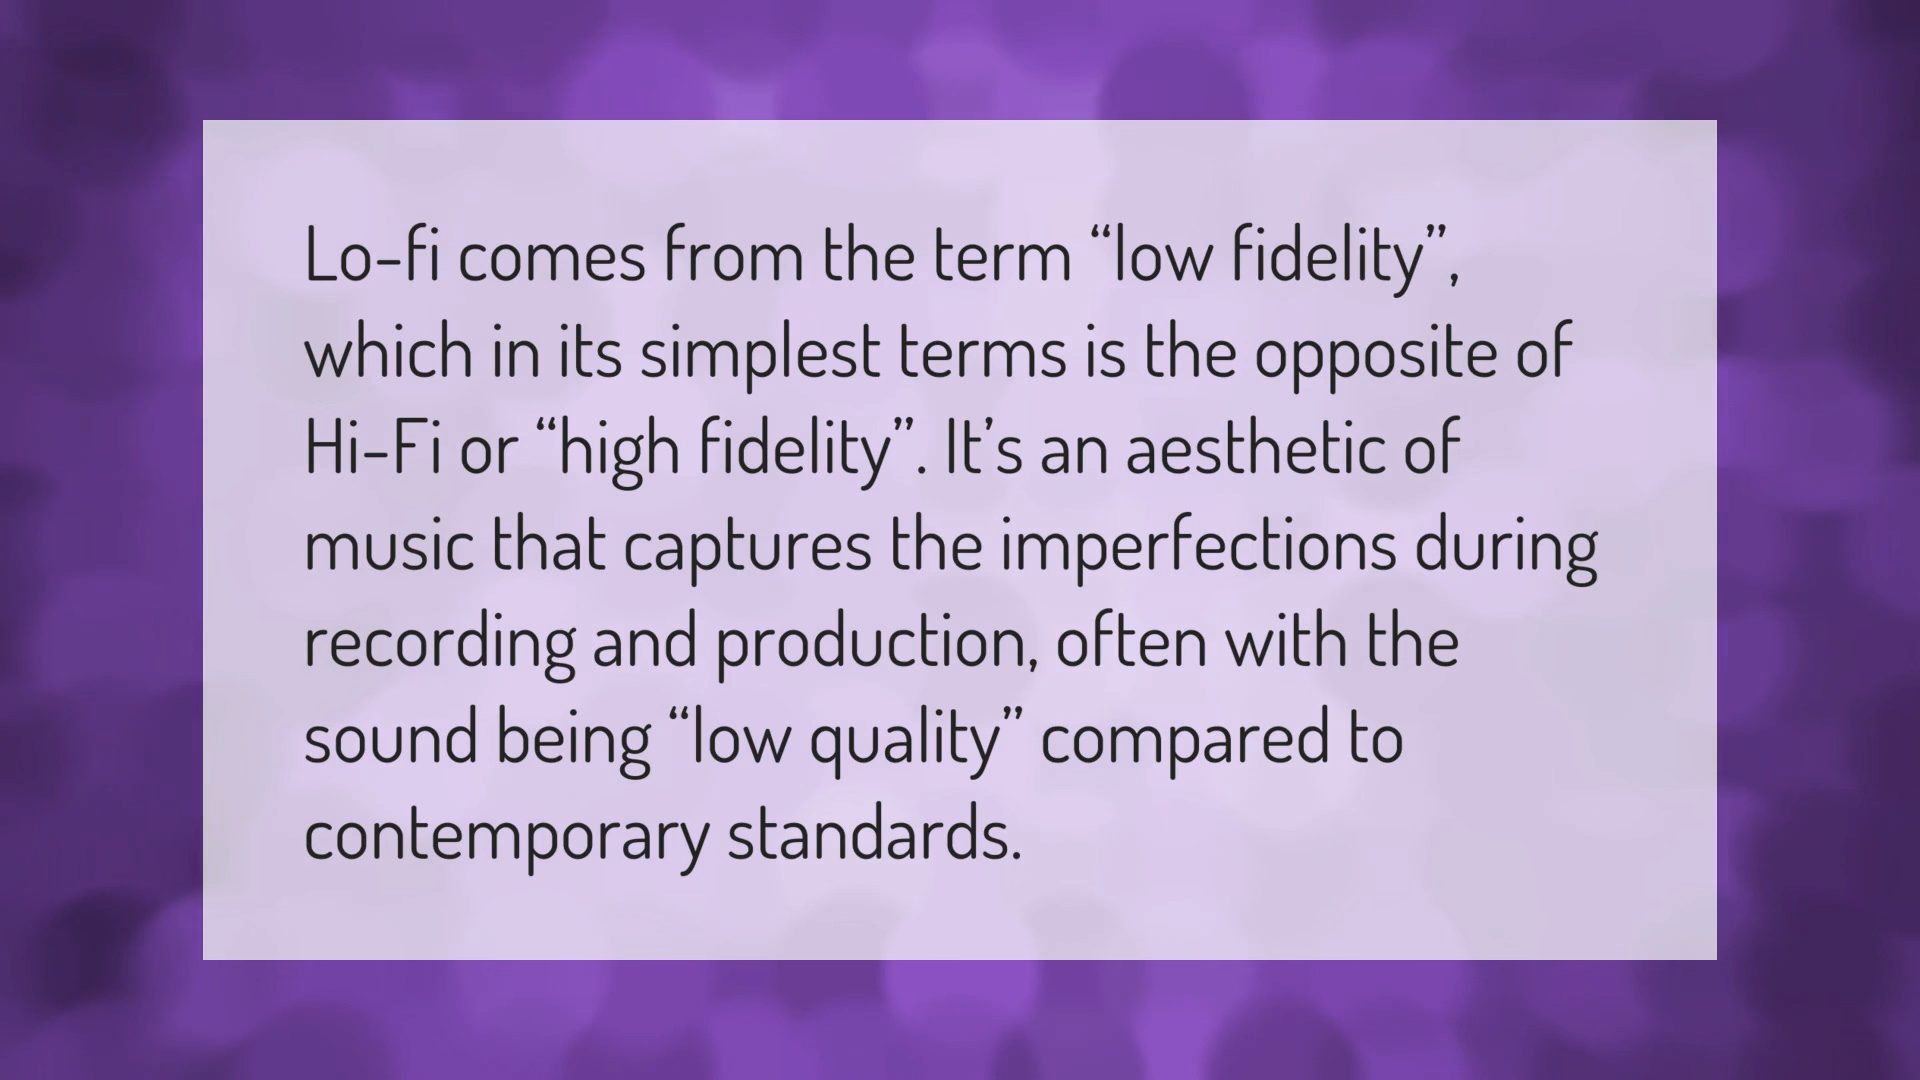 Lo-fi comes from the term “low fidelity”,
which in its simplest terms is the opposite of
Hi-Fi or “high fidelity”. It’s an aesthetic of
music that captures the imperfections during
recording and production, often with the
sound being “low quality” compared to
contemporary standards.